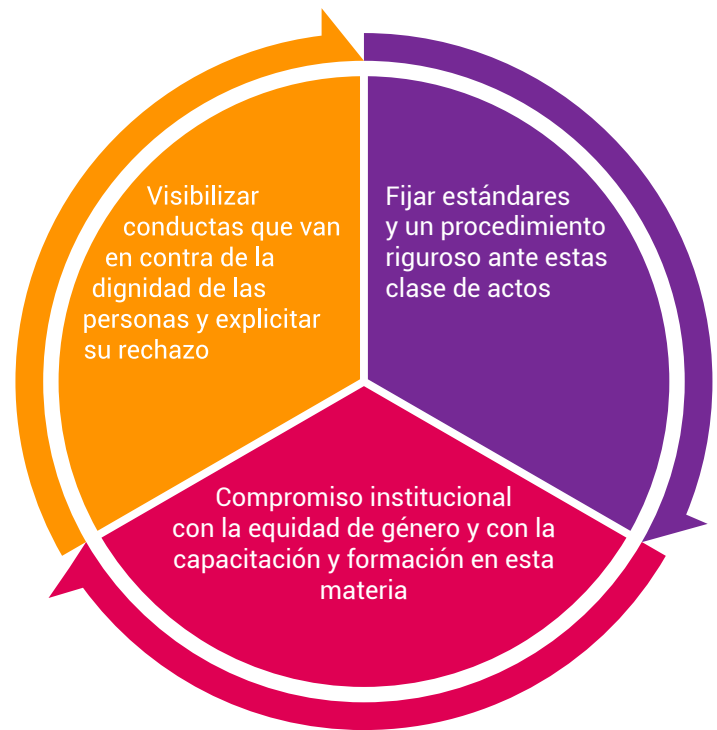 Visibilizar
conductas que van
en contra de la
dignidad de las
personas y explicitar
su rechazo
Fijar estándares
y un procedimiento
riguroso ante estas
clase de actos
Compromiso institucional
con la equidad de género y con la
capacitación y formación en esta
materia